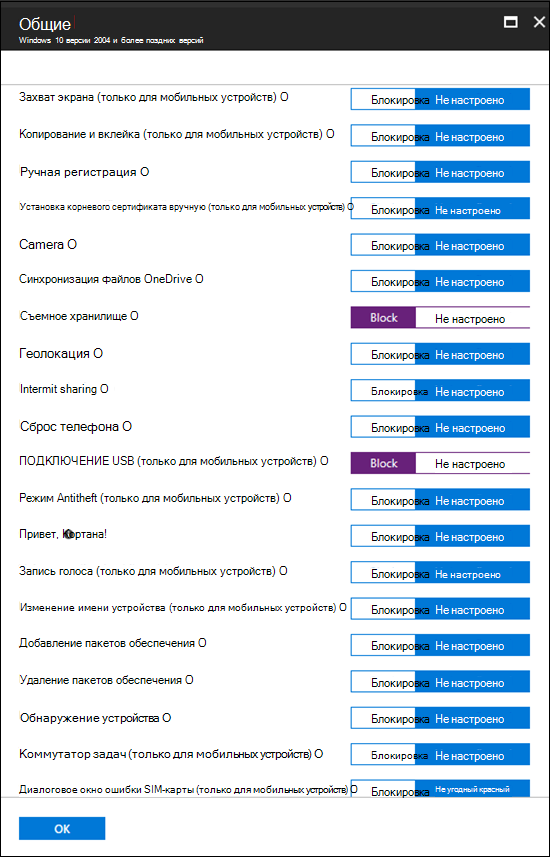 Общие
Windows 10 версии 2004 и более поздних версий
Захват экрана (только для мобильных устройств) O Блокировка Не настроено
Копирование и вклейка (только для мобильных устройств) O Блокировка Не настроено
Ручная регистрация O Блокировка Не настроено
Установка корневого сертификата вручную (только для мобильных устройств) O Блокировка Не настроено
Camera O Блокировка Не настроено
Синхронизация файлов OneDrive O Блокировка Не настроено
Съемное хранилище O Block Не настроено
Геолокация O Блокировка Не настроено
Intermit sharing O Блокировка Не настроено
Сброс телефона O Блокировка Не настроено
ПОДКЛЮЧЕНИЕ USB (только для мобильных устройств) O Block Не настроено
Режим Antitheft (только для мобильных устройств) O Блокировка Не настроено
Привет, Кортана! Блокировка Не настроено
Запись голоса (только для мобильных устройств) O Блокировка Не настроено
Изменение имени устройства (только для мобильных устройств) O Блокировка Не настроено
Добавление пакетов обеспечения O Блокировка Не настроено
Удаление пакетов обеспечения O Блокировка Не настроено
Обнаружение устройства O Блокировка Не настроено
Коммутатор задач (только для мобильных устройств) O Блокировка Не настроено
Диалоговое окно ошибки SIM-карты (только для мобильных устройств) O Блокировка Не угодный красный
OK